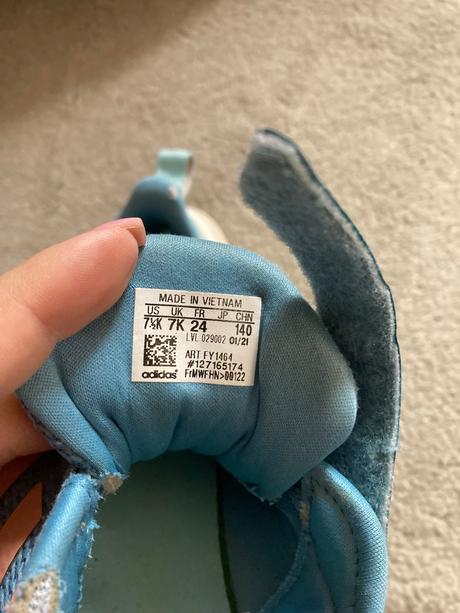 MADE IN VIETNAM
US UK FR JP CHN
7½K 7K 24 140
LVL 029002 01/21
ART FY1464
#127165174
adidas® FrMWFHN>00122